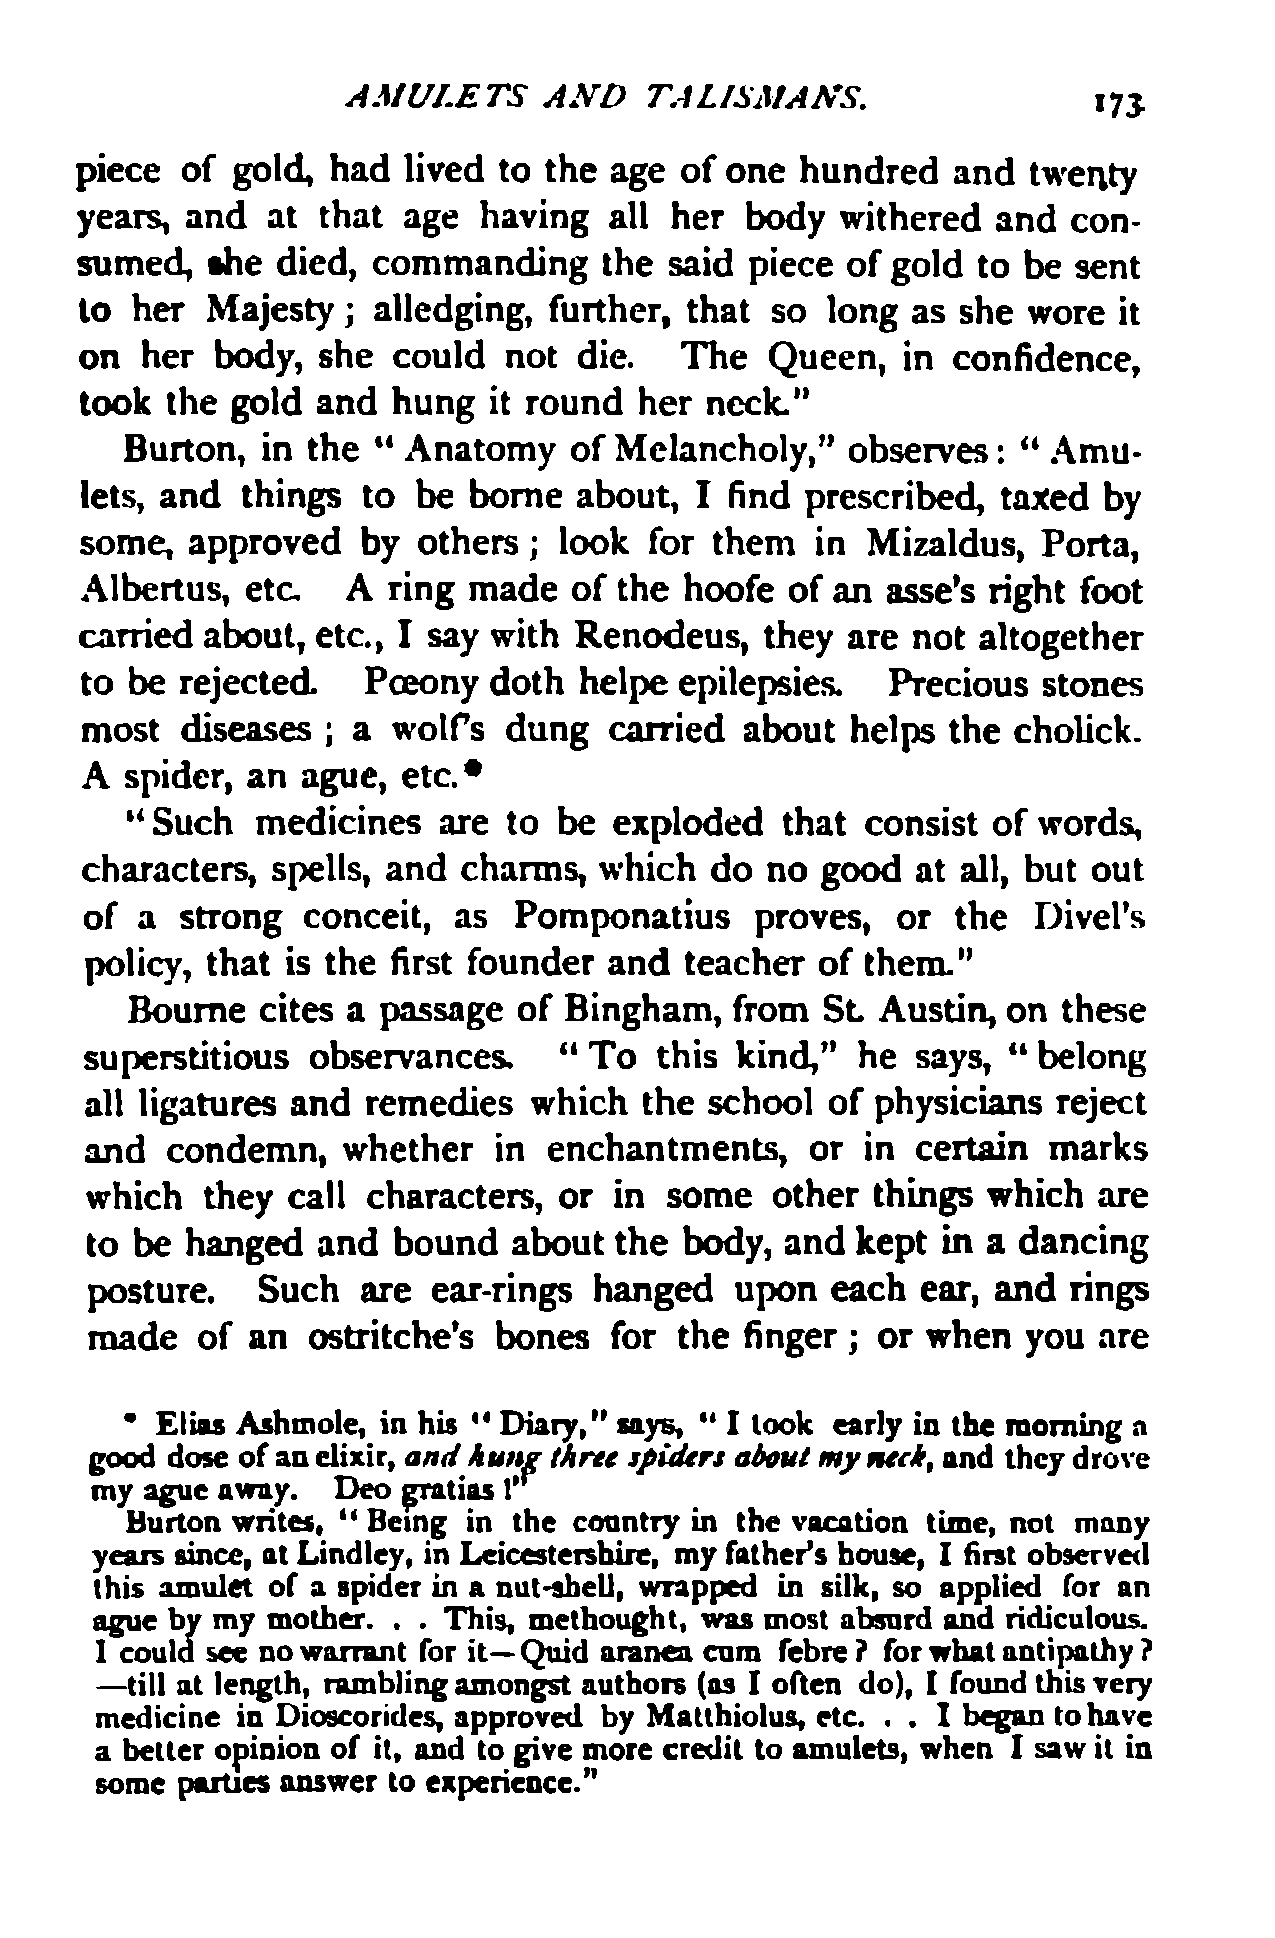 AMULETS AND TALISMANS. 173
piece of gold, had lived to the age of one hundred and twenty
years, and at that age having all her body withered and con-
sumed, she died, commanding the said piece of gold to be sent
to her Majesty ; alledging, further, that so long as she wore it
on her body, she could not die. The Queen, in confidence,
took the gold and hung it round her neck."
Burton, in the " Anatomy of Melancholy," observes : " Amu-
lets, and things to be borne about, I find prescribed, taxed by
some, approved by others ; look for them in Mizaldus, Porta,
Albertus, etc. A ring made of the hoofe of an asse's right foot
carried about, etc., I say with Renodeus, they are not altogether
to be rejected. Pœony doth helpe epilepsies. Precious stones
most diseases ; a wolf's dung carried about helps the cholick.
A spider, an ague, etc.*
" Such medicines are to be exploded that consist of words,
characters, spells, and charms, which do no good at all, but out
of a strong conceit, as Pomponatius proves, or the Divel's
policy, that is the first founder and teacher of them."
Bourne cites a passage of Bingham, from St. Austin, on these
superstitious observances. " To this kind," he says, " belong
all ligatures and remedies which the school of physicians reject
and condemn, whether in enchantments, or in certain marks
which they call characters, or in some other things which are
to be hanged and bound about the body, and kept in a dancing
posture. Such are ear-rings hanged upon each ear, and rings
made of an ostritche's bones for the finger ; or when you are
* Elias Ashmole, in his " Diary," says, " I took early in the morning a
good dose of an elixir, and hung three spiders about my neck, and they drove
my ague away. Deo gratias !"
Burton writes, " Being in the country in the vacation time, not many
years since, at Lindley, in Leicestershire, my father's house, I first observed
this amulet of a spider in a nut-shell, wrapped in silk, so applied for an
ague by my mother. . . This, methought, was most absurd and ridiculous.
I could see no warrant for it—Quid aranea cum febre ? for what antipathy ?
—till at length, rambling amongst authors (as I often do), I found this very
medicine in Dioscorides, approved by Matthiolus, etc. . . I began to have
a better opinion of it, and to give more credit to amulets, when I saw it in
some parties answer to experience."